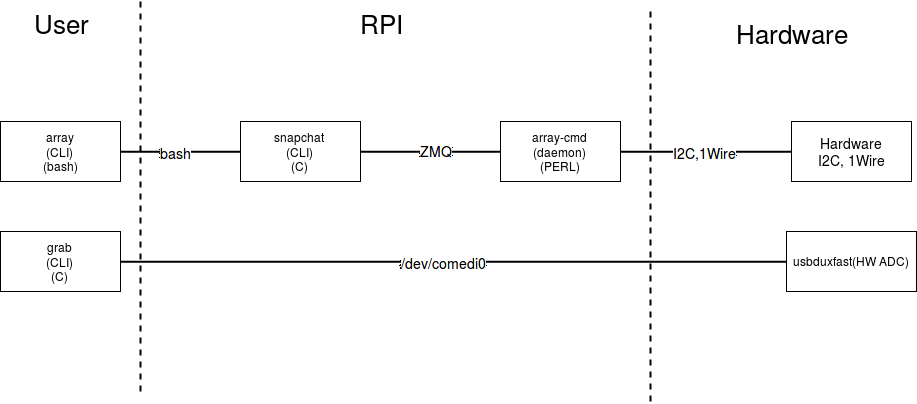 User
RPI
Hardware
array
(CLI)
(bash)
bash
snapchat
(CLI)
(C)
ZMQ
array-cmd
(daemon)
(PERL)
I2C,1Wire
Hardware
I2C, 1Wire
grab
(CLI)
(C)
/dev/comedi0
usbduxfast(HW ADC)